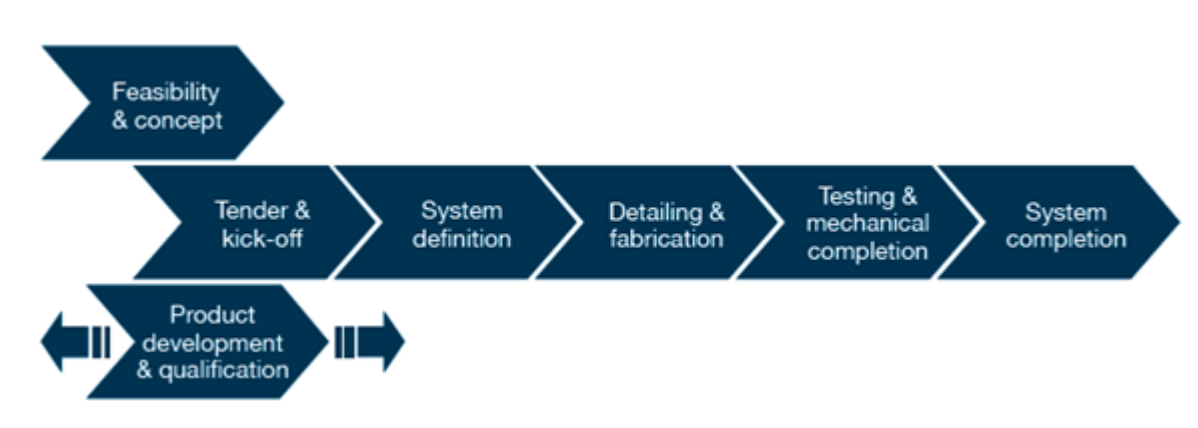 Feasibility
& concept
Tender &
kick-off
System
definition
Detailing &
fabrication
Testing &
mechanical
completion
System
completion
Product
development
& qualification